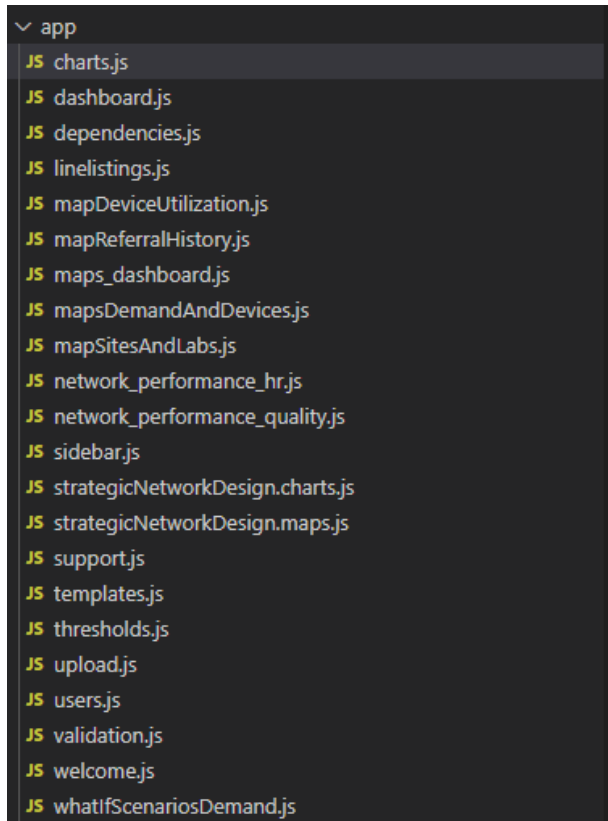 app
JS charts.js
JS dashboard.js
JS dependencies.js
JS linelistings.js
JS mapDeviceUtilization.js
JS mapReferralHistory.js
JS maps_dashboard.js
JS mapsDemandAndDevices.js
JS mapSitesAndLabs.js
JS network_performance_hr.js
JS network_performance_quality.js
JS sidebar.js
JS strategicNetworkDesign.charts.js
JS strategicNetworkDesign.maps.js
JS support.js
JS templates.js
JS thresholds.js
JS upload.js
JS users.js
JS validation.js
JS welcome.js
JS whatIfScenariosDemand.js